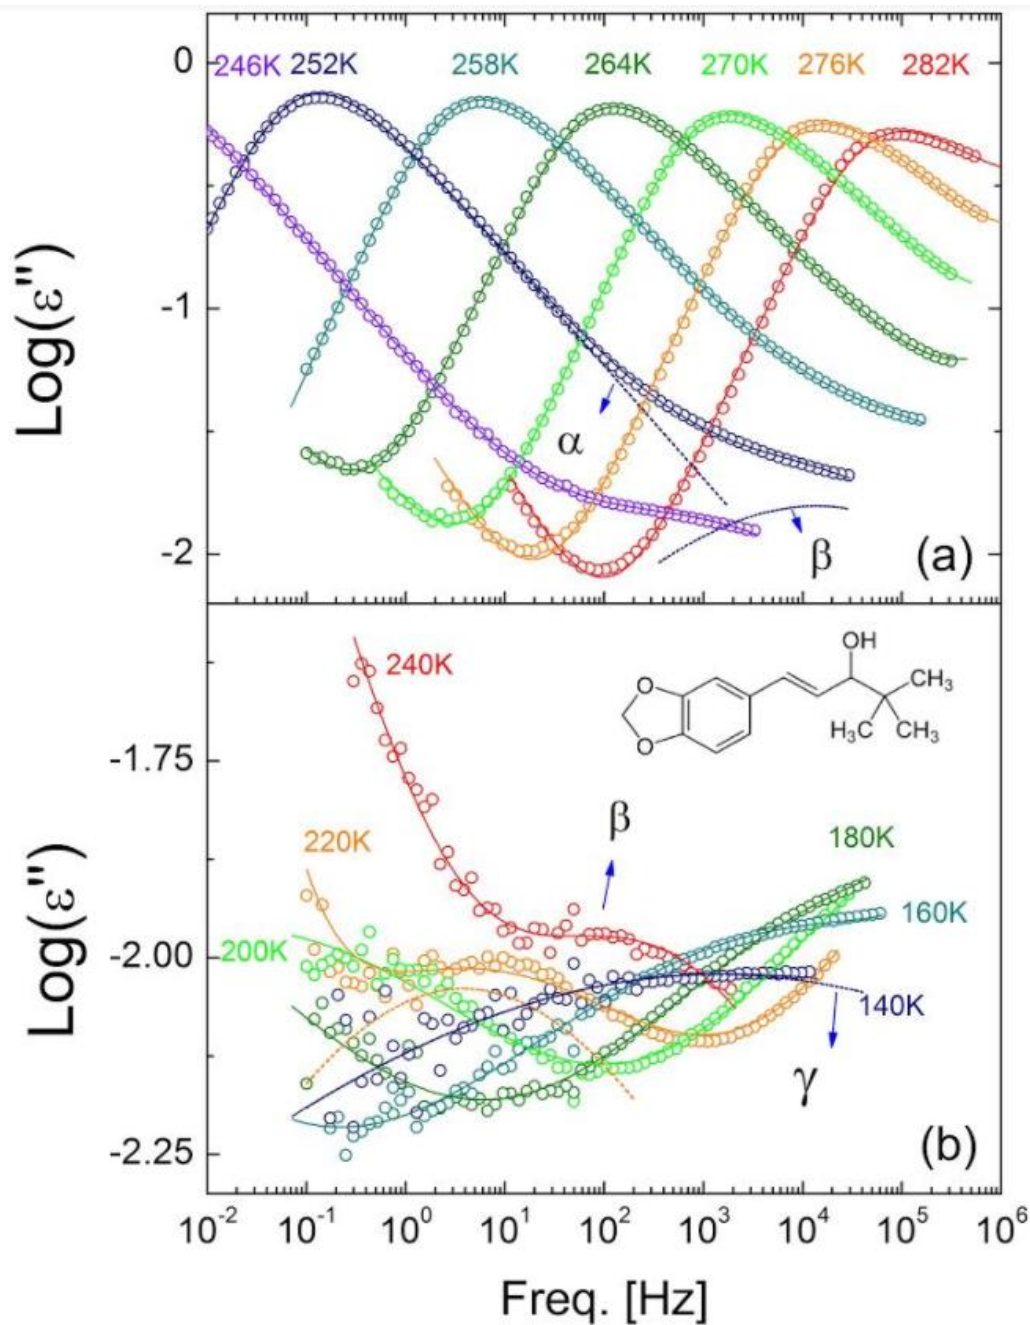 246K 252K 258K 264K 270K 276K 282K
0
-1
-2
Log(ε'')
α
β
(a)
240K
OH
O
O
CH₃
H₃C CH₃
-1.75
-2.00
-2.25
Log(ε'')
220K
β
180K
200K
160K
140K
γ
(b)
10⁻² 10⁻¹ 10⁰ 10¹ 10² 10³ 10⁴ 10⁵ 10⁶
Freq. [Hz]